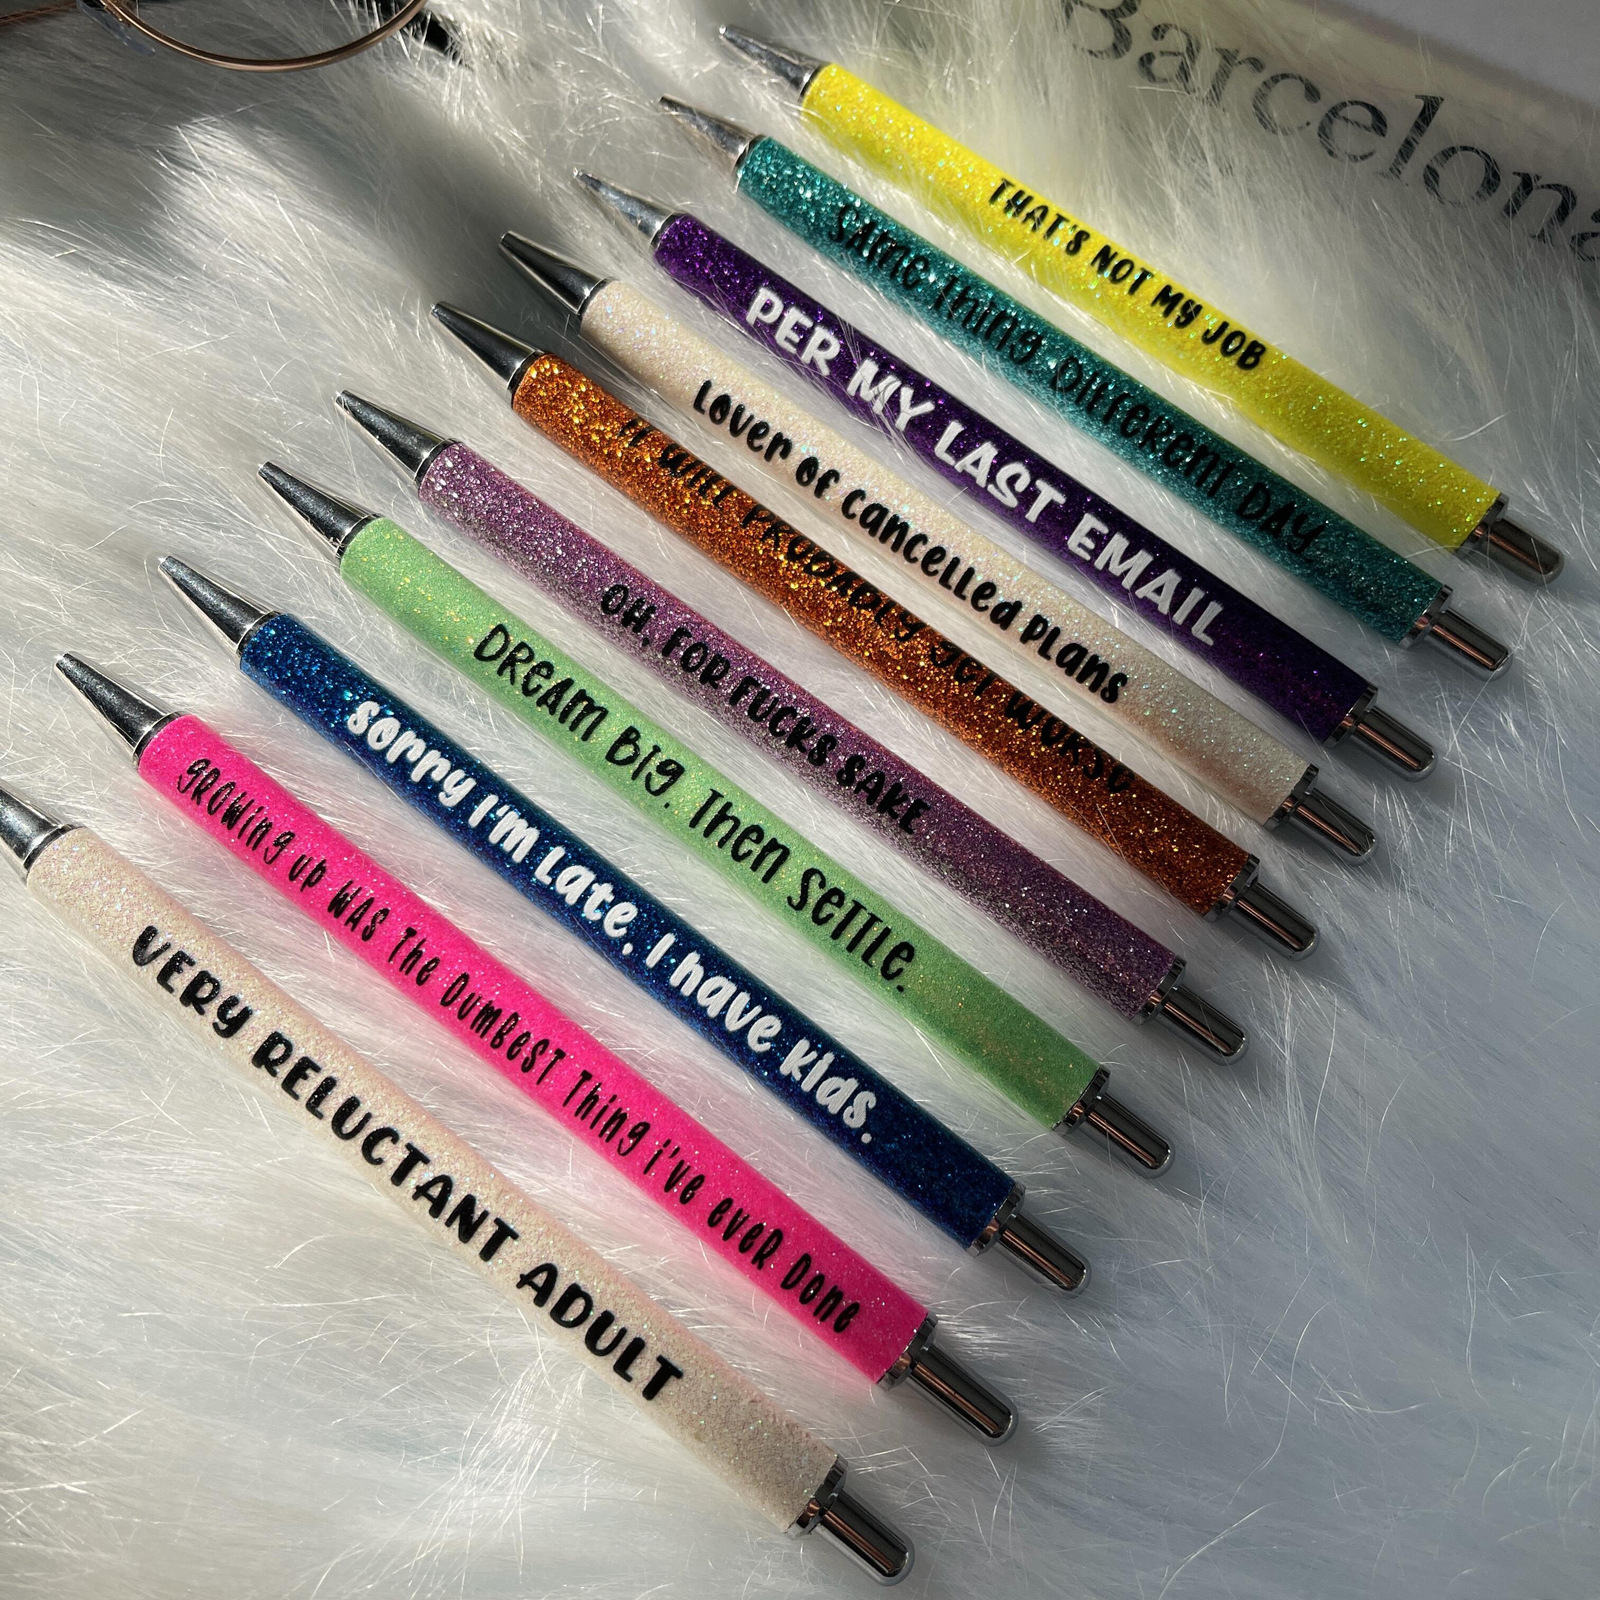 Barcelona
THAT'S NOT MY JOB
SAME THING, DIFFERENT DAY.
PER MY LAST EMAIL
Lover of cancelled plans
IT WILL PROBABLY GET WORSE
OH, FOR FUCKS SAKE
DREAM BIG. THEN SETTLE.
sorry I'm Late. I have kids.
GROWING UP WAS THE DUMBEST THING I'VE EVER DONE
VERY RELUCTANT ADULT